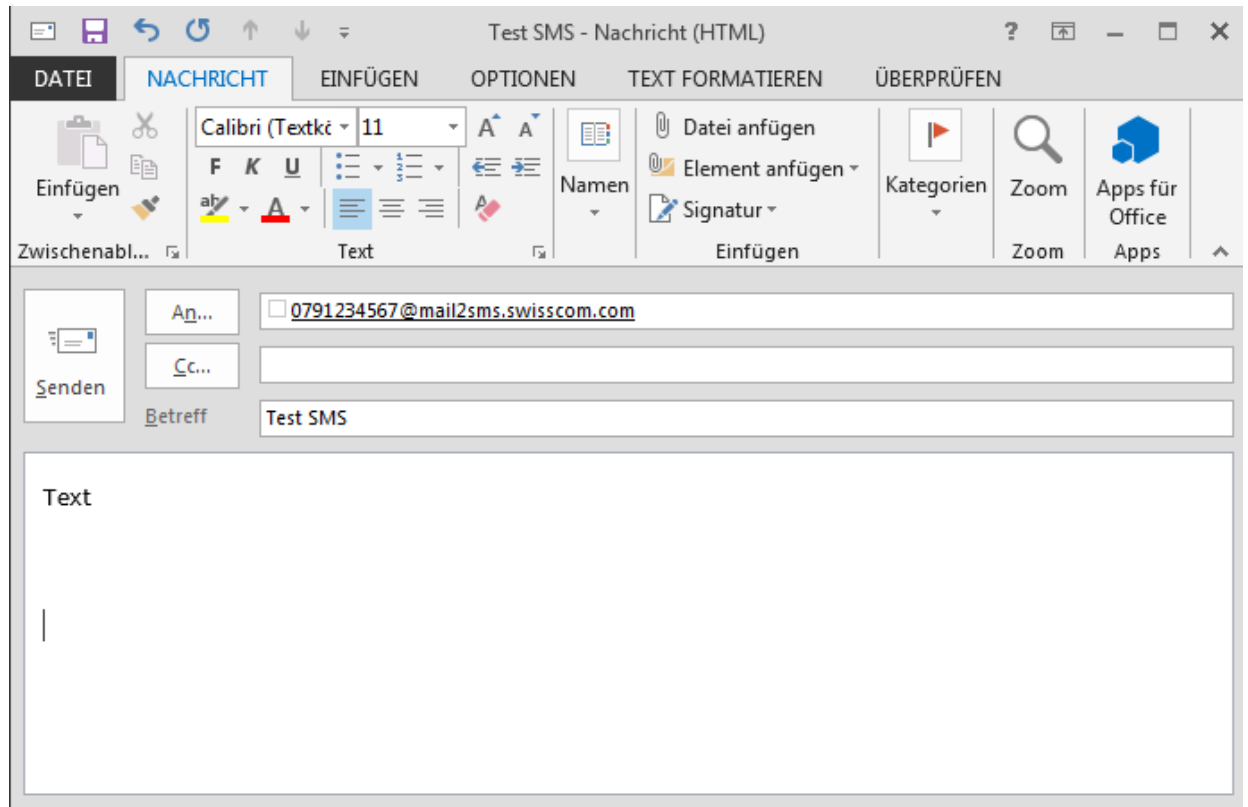 Test SMS - Nachricht (HTML)
?
DATEI NACHRICHT EINFÜGEN OPTIONEN TEXT FORMATIEREN ÜBERPRÜFEN
Einfügen
Zwischenabl...
Calibri (Textkö 11 A A
F K U
ab A
Text
Namen
Datei anfügen
Element anfügen
Signatur
Einfügen
Kategorien
Zoom
Zoom
Apps für
Office
Apps
Senden
An... 0791234567@mail2sms.swisscom.com
Cc...
Betreff Test SMS
Text